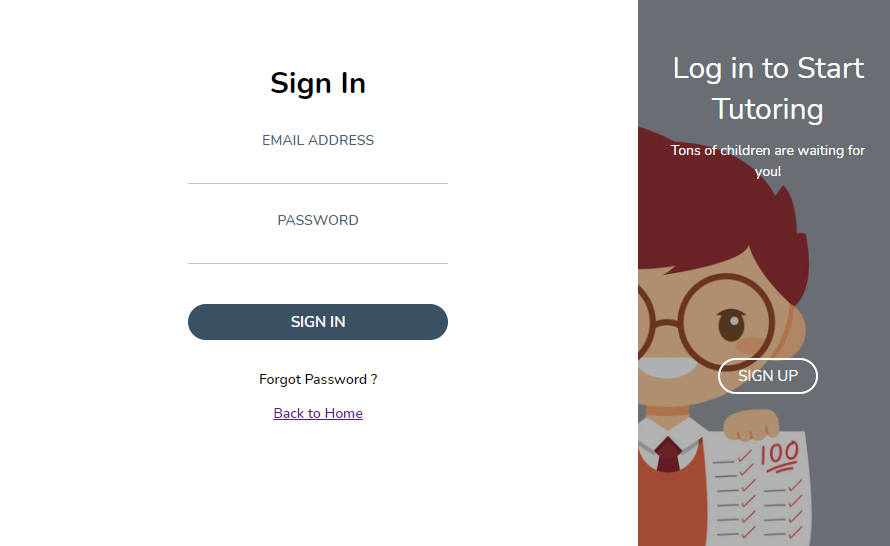 Sign In
EMAIL ADDRESS
PASSWORD
SIGN IN
Forgot Password ?
Back to Home
Log in to Start
Tutoring
Tons of children are waiting for
you!
SIGN UP
100